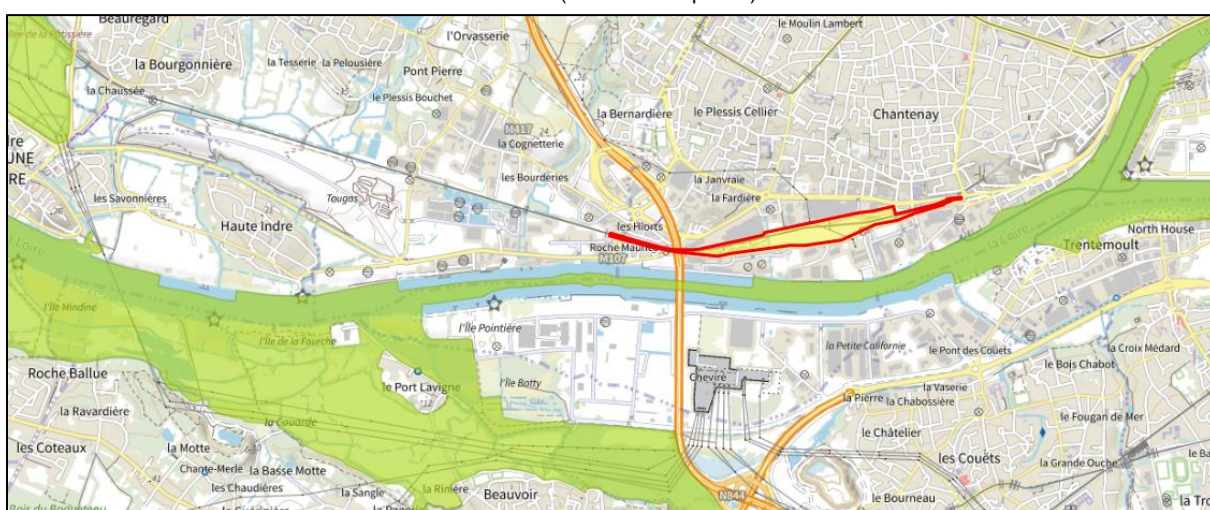 Beauregard
l'Orvasserie
le Moulin Lambert
la Bourgonnière
la Tesserie
la Pelousière
Pont Pierre
la Chaussée
le Plessis Bouchet
la Bernardière
le Plessis Cellier
Chantenay
M417
24
la Cognetterie
UNE
RE
les Bourderies
la Janvraie
les Savonnières
Tougas
la Fardière
Haute Indre
les Hiorts
Roche Maurice
M107
North House
Trentemoult
la Loire
l'Île Mindine
l'Île Pointière
l'Île de la Fourche
la Petite Californie
le Pont des Couëts
la Croix Médard
Roche Ballue
le Port Lavigne
l'Île Botty
Cheviré
le Bois Chabot
la Vaserie
la Pierre
la Chabossière
la Ravardière
la Couarde
le Fougan de Mer
le Châtelier
les Coteaux
la Motte
les Couëts
la Grande Ouche
Chante-Merle
la Basse Motte
les Chaudières
la Sangle
la Rinière
Beauvoir
N844
le Bourneau